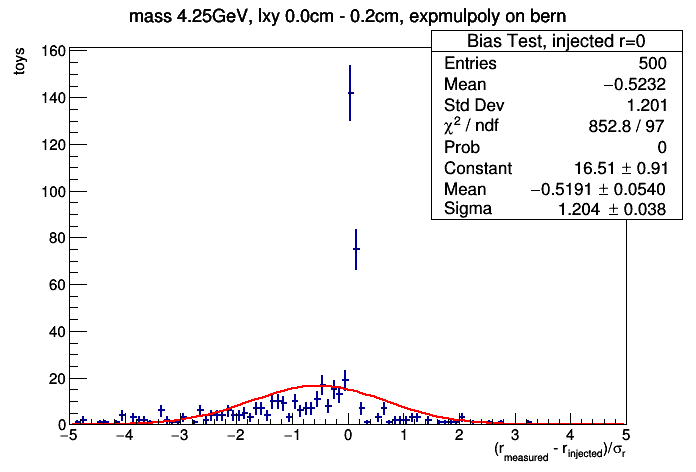 mass 4.25GeV, lxy 0.0cm - 0.2cm, expmulpoly on bern
Bias Test, injected r=0
Entries 500
Mean −0.5232
Std Dev 1.201
χ² / ndf 852.8 / 97
Prob 0
Constant 16.51 ± 0.91
Mean −0.5191 ± 0.0540
Sigma 1.204 ± 0.038
toys
160
140
120
100
80
60
40
20
0
−5 −4 −3 −2 −1 0 1 2 3 4 5
(r_measured - r_injected)/σ_r